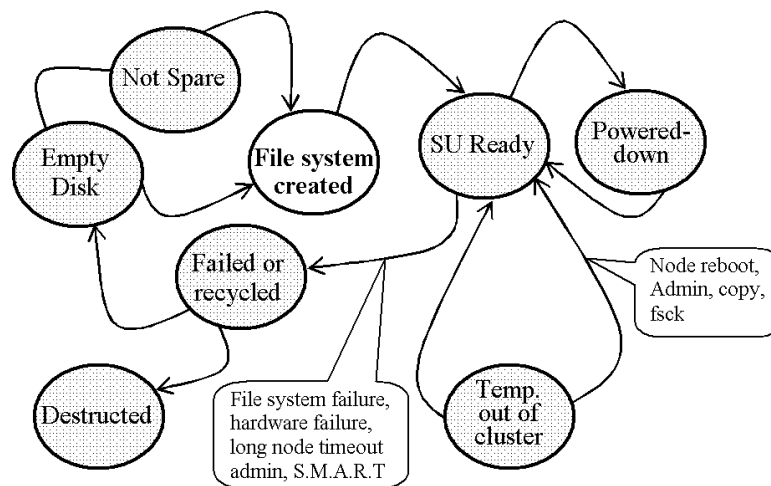 Not Spare
Empty
Disk
File system
created
SU Ready
Powered-
down
Failed or
recycled
Node reboot,
Admin, copy,
fsck
Destructed
File system failure,
hardware failure,
long node timeout
admin, S.M.A.R.T
Temp.
out of
cluster